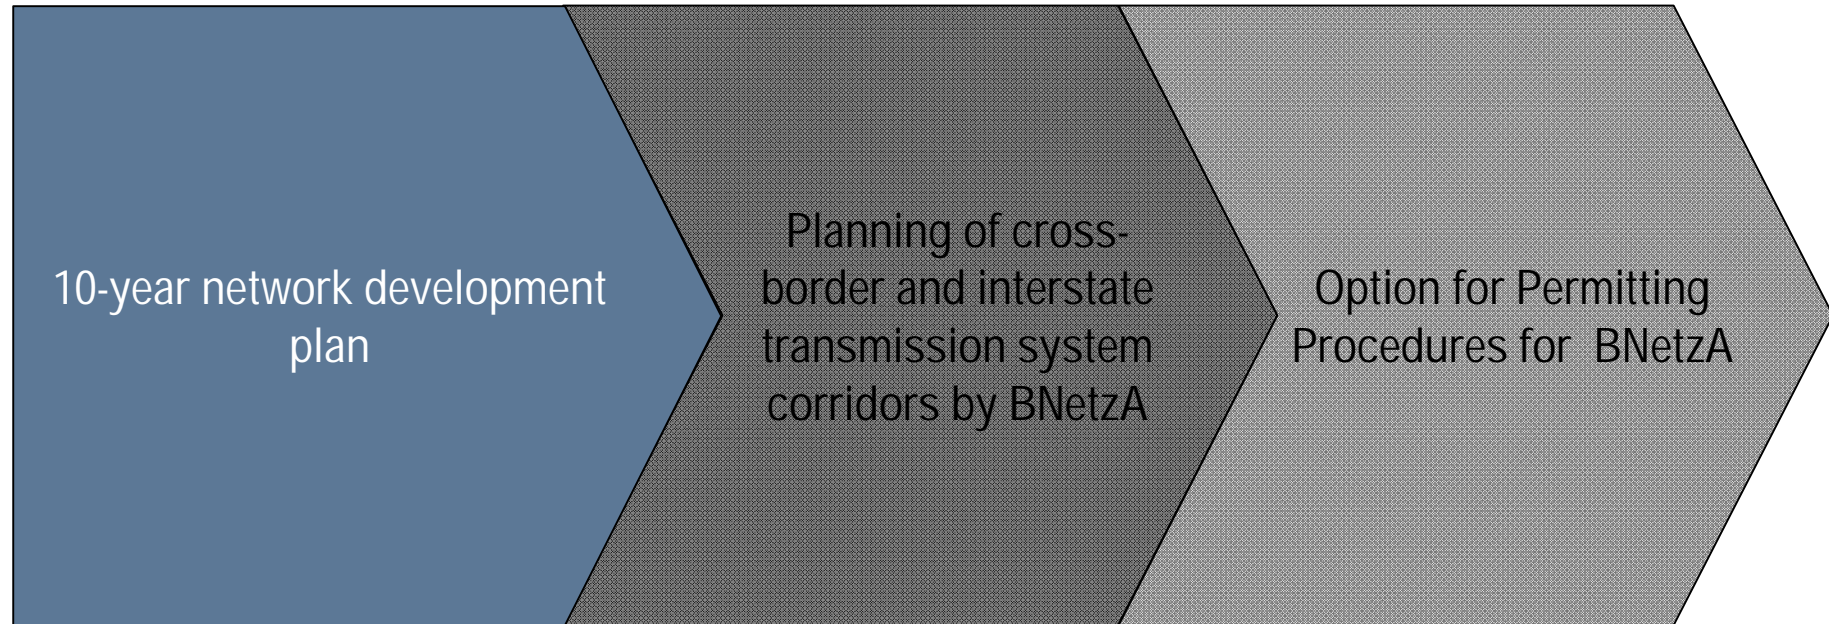 10-year network development
plan
Planning of cross-
border and interstate
transmission system
corridors by BNetzA
Option for Permitting
Procedures for  BNetzA